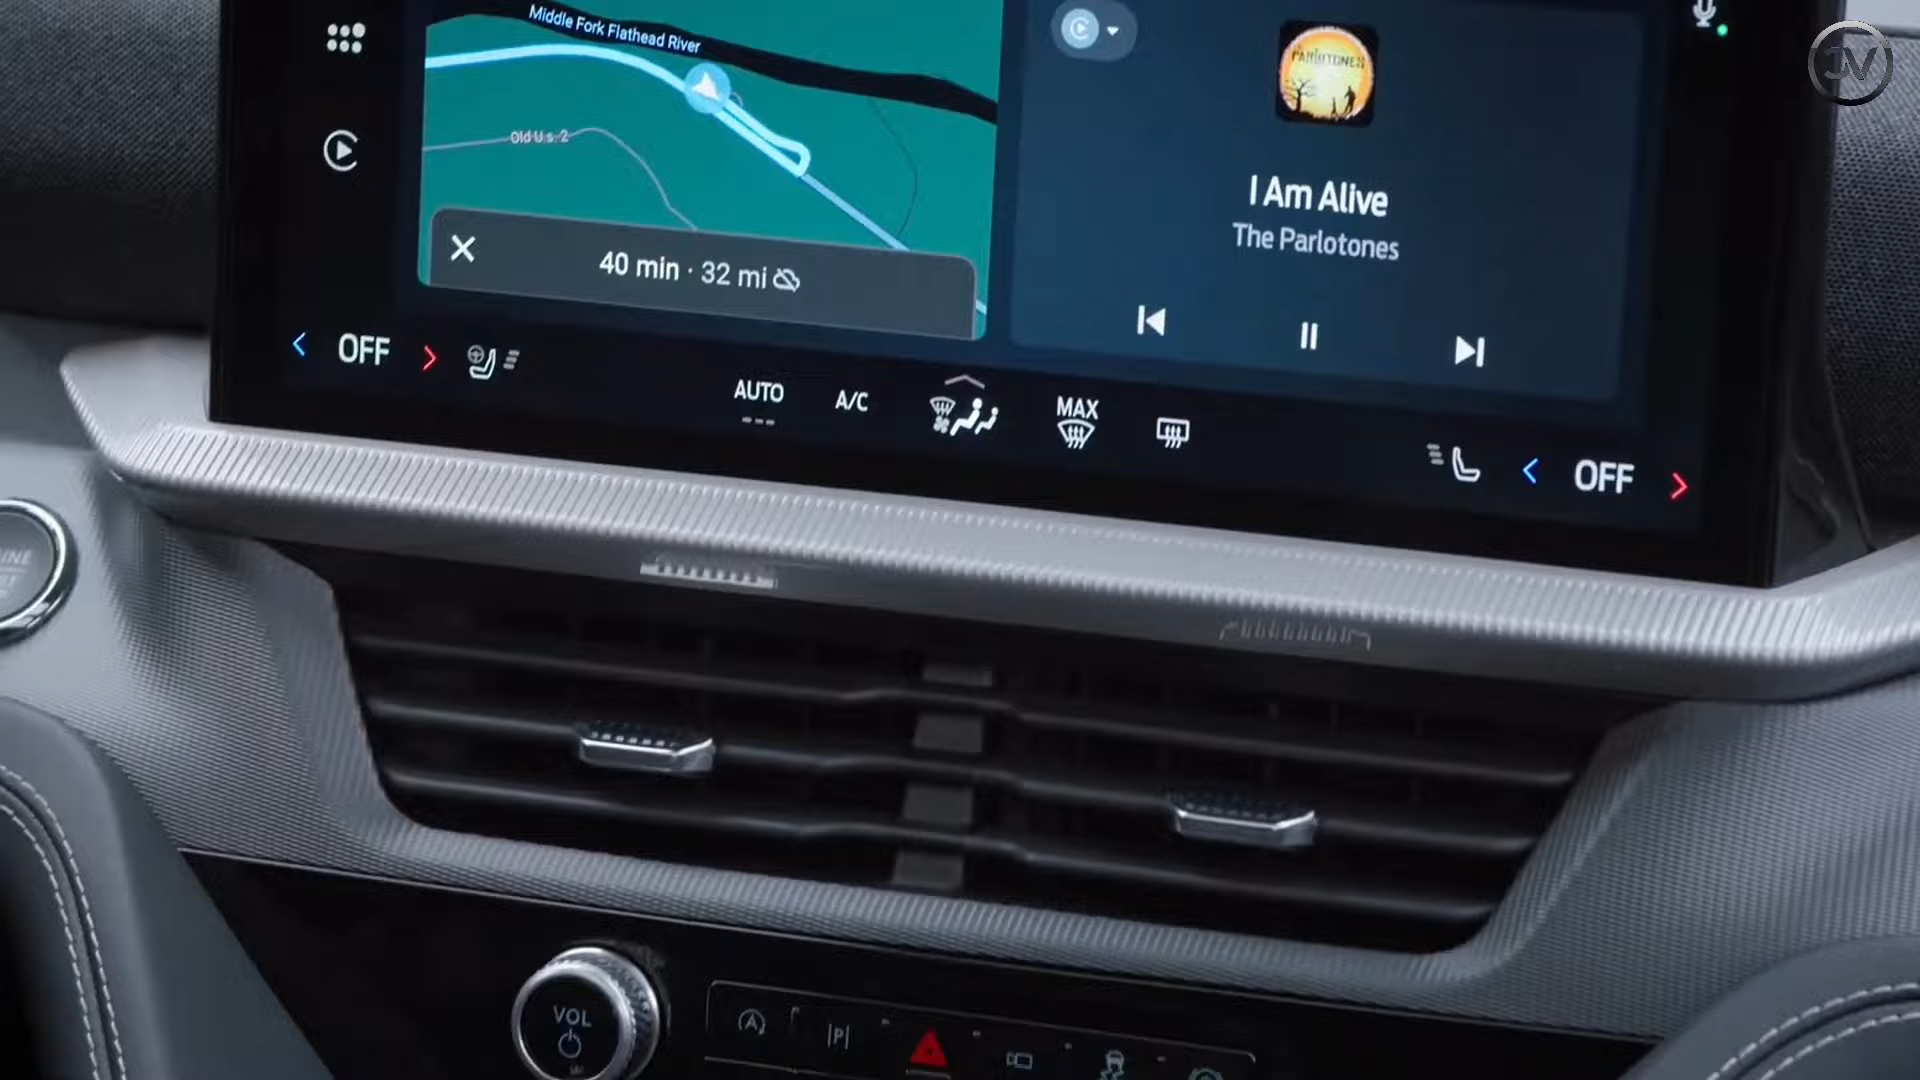 Middle Fork Flathead River
Old U.S. 2
40 min · 32 mi
PARLOTONES
I Am Alive
The Parlotones
OFF
AUTO
A/C
MAX
OFF
VOL
P
A